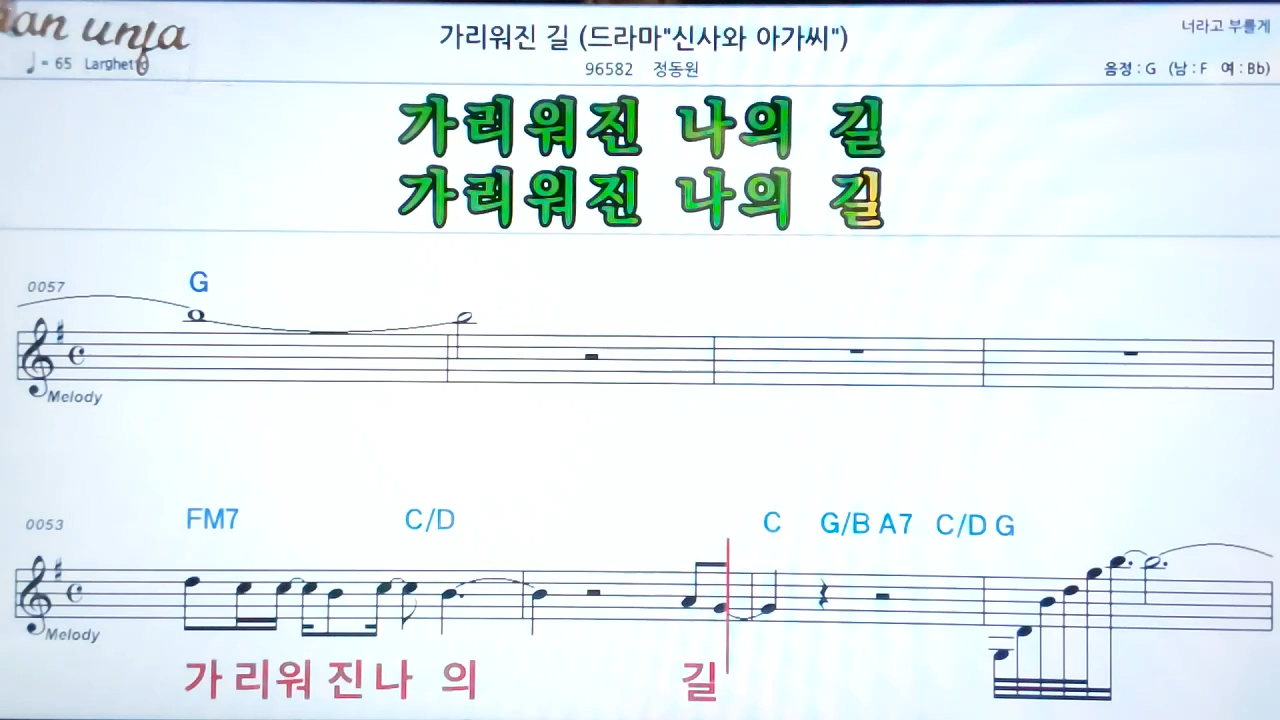 an unja
가리워진 길 (드라마"신사와 아가씨")
너라고 부를게
♩= 65 Larghetto
96582 정동원
음정 : G (남 : F 여 : Bb)
가리워진 나의 길
가리워진 나의 길
0057
G
Melody
0053
FM7 C/D C G/B A7 C/D G
Melody
가 리워 진 나 의 길